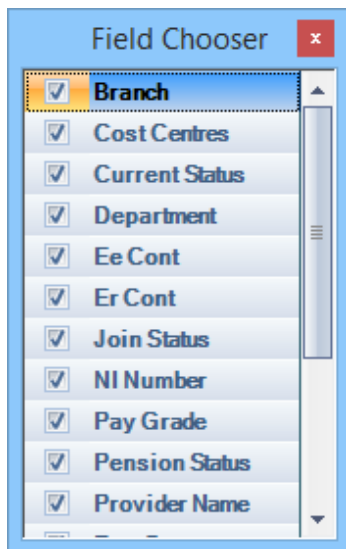 Field Chooser
x
Branch
Cost Centres
Current Status
Department
Ee Cont
Er Cont
Join Status
NI Number
Pay Grade
Pension Status
Provider Name